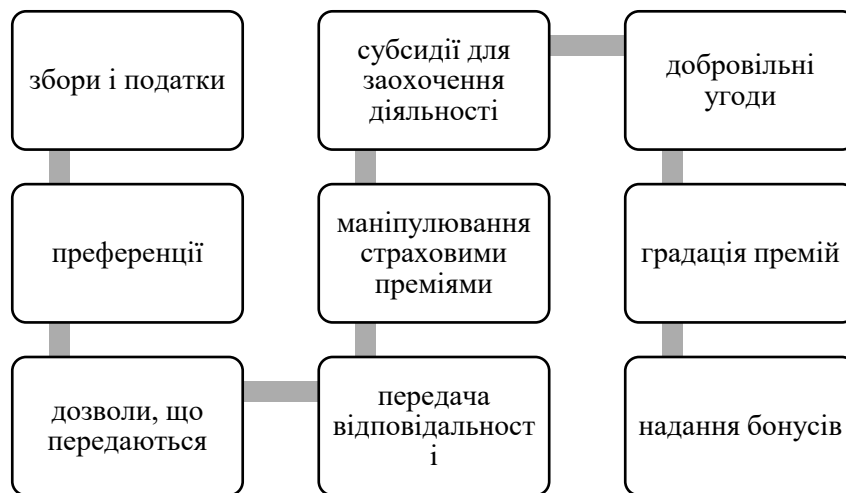 збори і податки
преференції
дозволи, що
передаються
передача
відповідальност
і
маніпулювання
страховими
преміями
субсидії для
заохочення
діяльності
добровільні
угоди
градація премій
надання бонусів